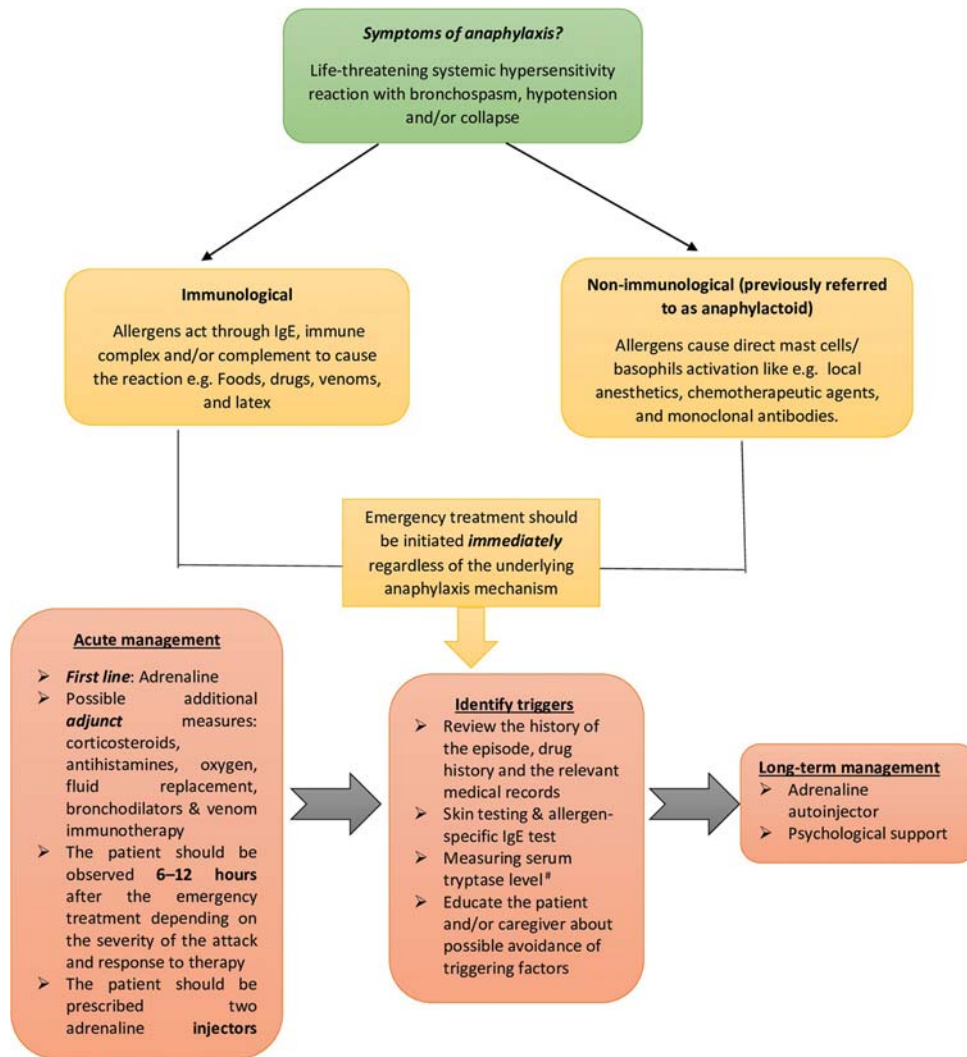 Symptoms of anaphylaxis?
Life-threatening systemic hypersensitivity
reaction with bronchospasm, hypotension
and/or collapse
Immunological
Allergens act through IgE, immune
complex and/or complement to cause
the reaction e.g. Foods, drugs, venoms,
and latex
Non-immunological (previously referred
to as anaphylactoid)
Allergens cause direct mast cells/
basophils activation like e.g. local
anesthetics, chemotherapeutic agents,
and monoclonal antibodies.
Emergency treatment should
be initiated immediately
regardless of the underlying
anaphylaxis mechanism
Acute management
➢ First line: Adrenaline
➢ Possible additional
adjunct measures:
corticosteroids,
antihistamines, oxygen,
fluid replacement,
bronchodilators & venom
immunotherapy
➢ The patient should be
observed 6–12 hours
after the emergency
treatment depending on
the severity of the attack
and response to therapy
➢ The patient should be
prescribed two
adrenaline injectors
Identify triggers
➢ Review the history of
the episode, drug
history and the relevant
medical records
➢ Skin testing & allergen-
specific IgE test
➢ Measuring serum
tryptase level#
➢ Educate the patient
and/or caregiver about
possible avoidance of
triggering factors
Long-term management
➢ Adrenaline
autoinjector
➢ Psychological support